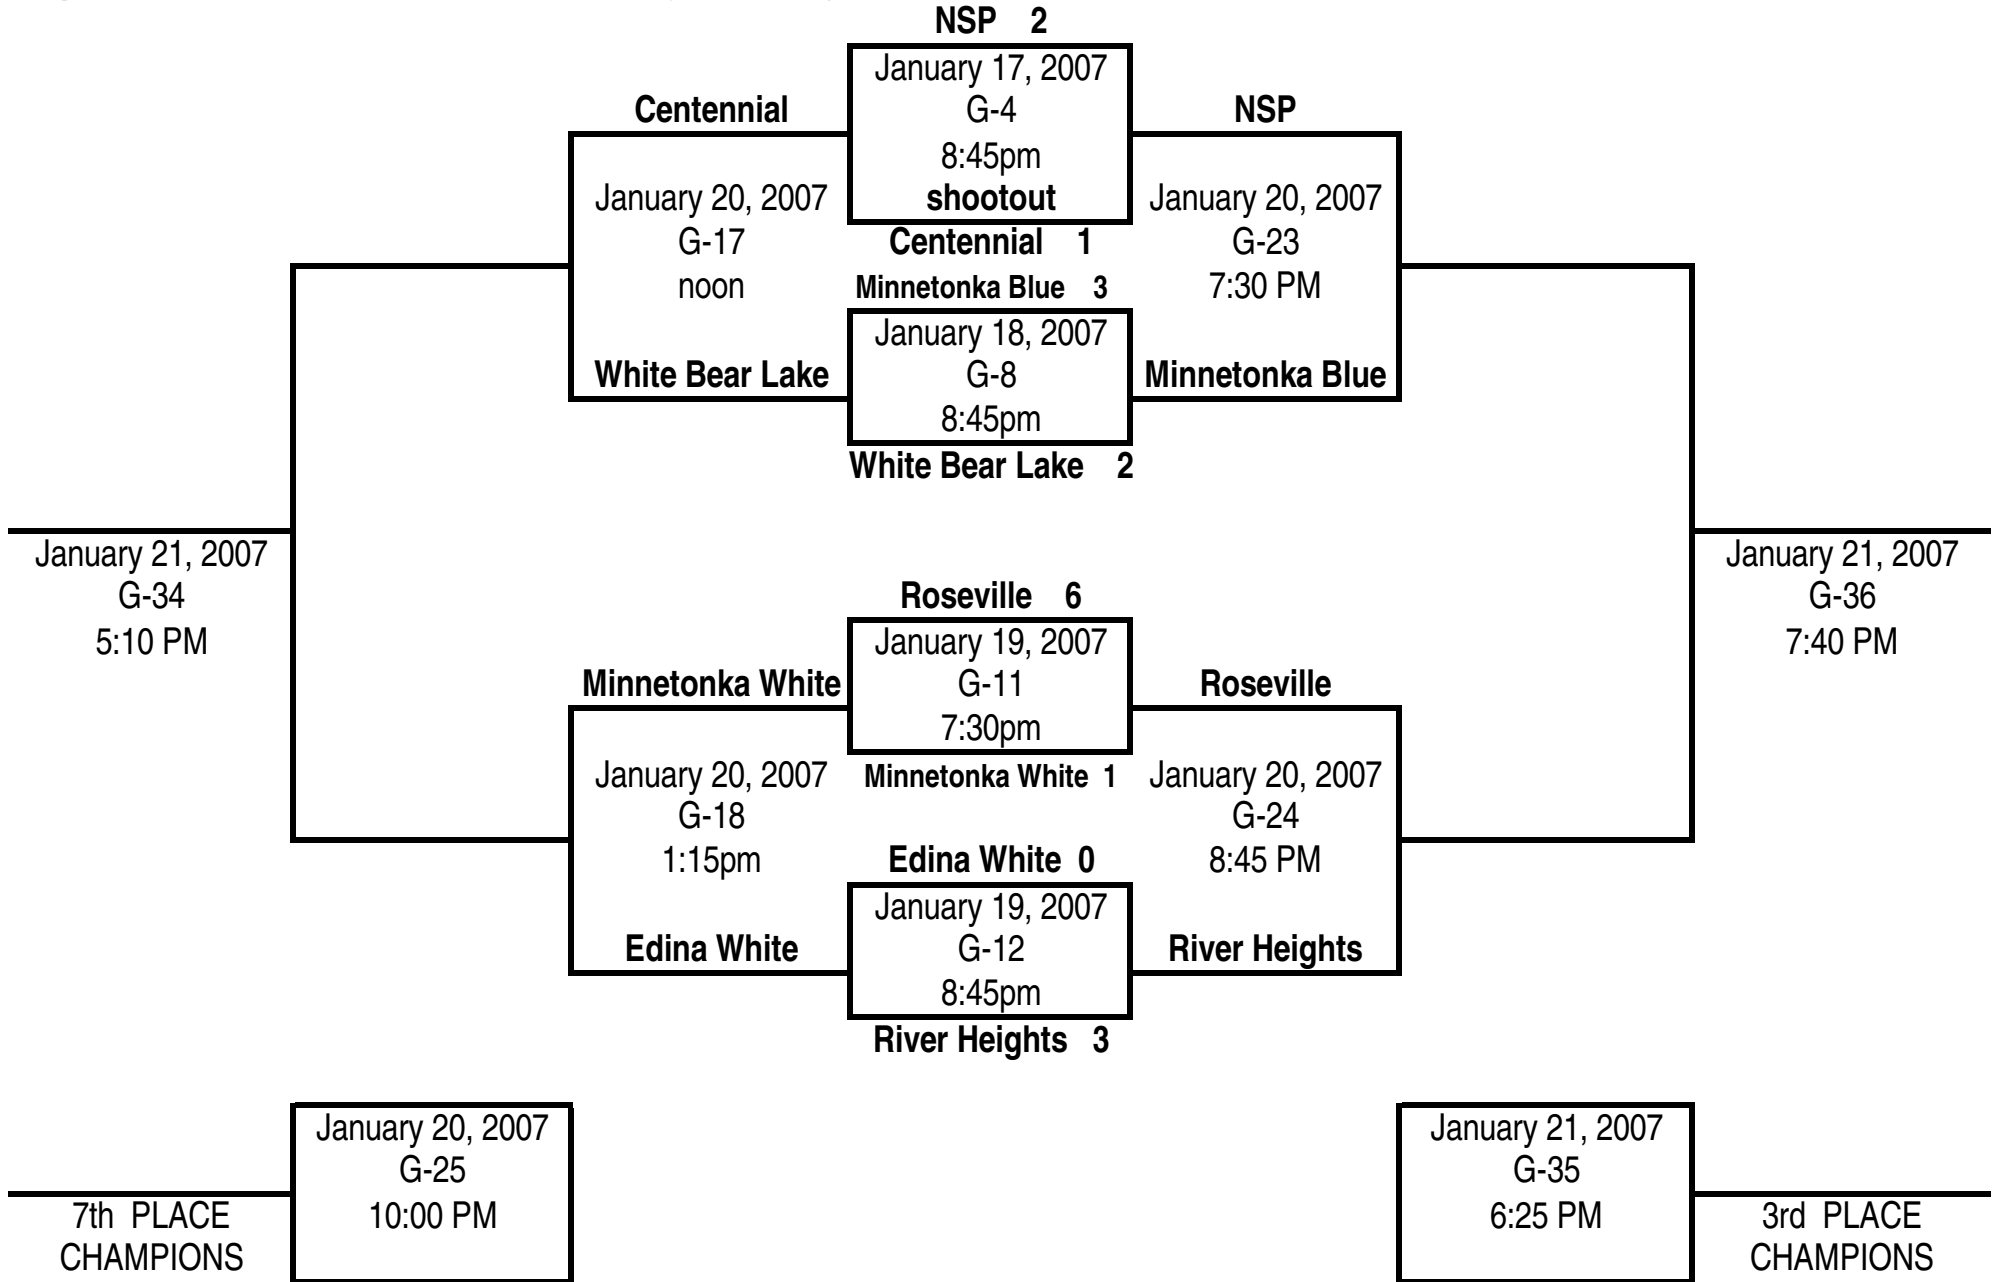 NSP 2
January 17, 2007
G-4
8:45pm
shootout
Centennial 1
Centennial
January 20, 2007
G-17
noon
White Bear Lake
NSP
January 20, 2007
G-23
7:30 PM
Minnetonka Blue
Minnetonka Blue 3
January 18, 2007
G-8
8:45pm
White Bear Lake 2
January 21, 2007
G-34
5:10 PM
January 21, 2007
G-36
7:40 PM
Roseville 6
January 19, 2007
G-11
7:30pm
Minnetonka White 1
Minnetonka White
January 20, 2007
G-18
1:15pm
Edina White
Roseville
January 20, 2007
G-24
8:45 PM
River Heights
Edina White 0
January 19, 2007
G-12
8:45pm
River Heights 3
January 20, 2007
G-25
10:00 PM
7th PLACE
CHAMPIONS
January 21, 2007
G-35
6:25 PM
3rd PLACE
CHAMPIONS